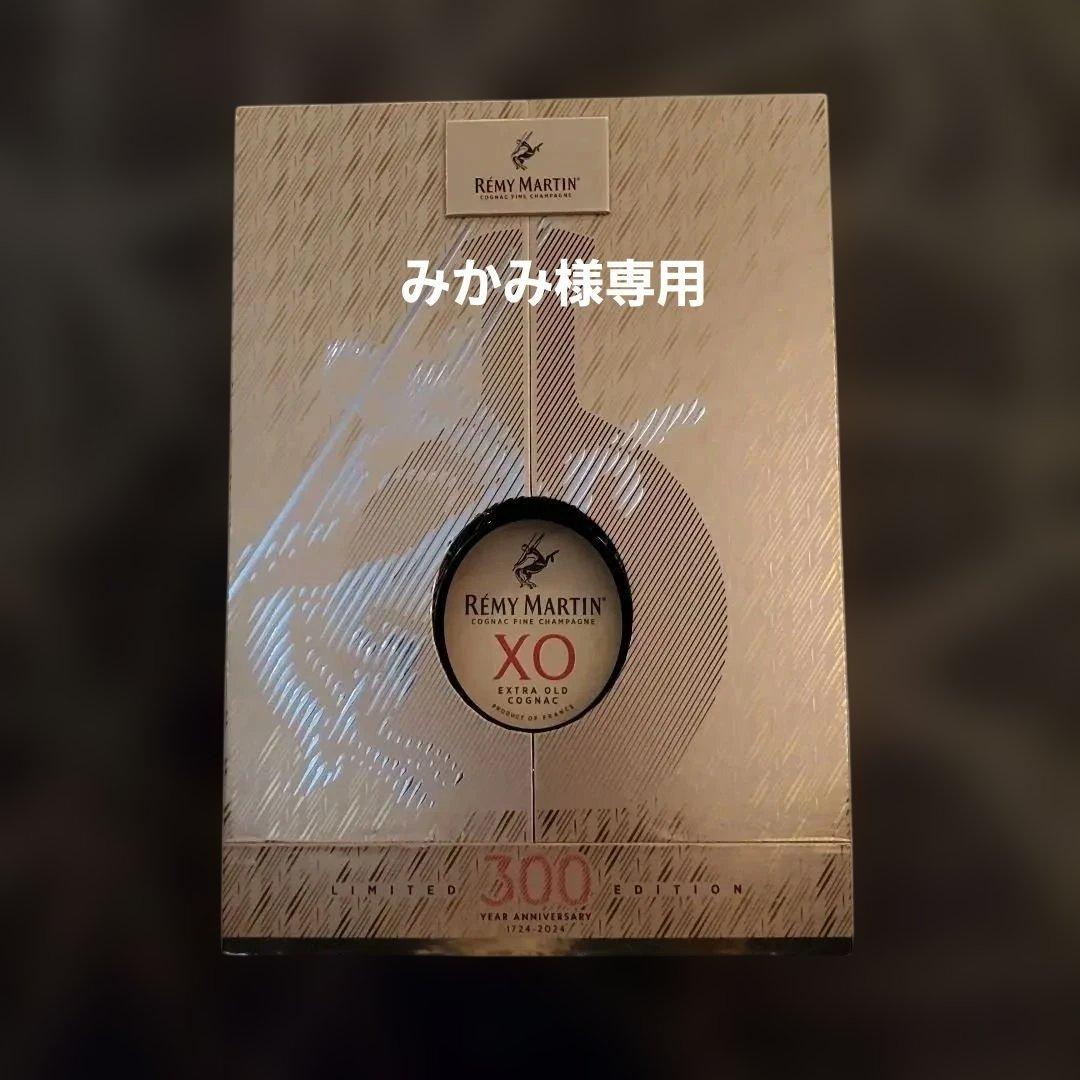 RÉMY MARTIN®
COGNAC FINE CHAMPAGNE
みかみ様専用
RÉMY MARTIN®
COGNAC FINE CHAMPAGNE
XO
EXTRA OLD
COGNAC
PRODUCT OF FRANCE
LIMITED 300 EDITION
YEAR ANNIVERSARY
1724-2024